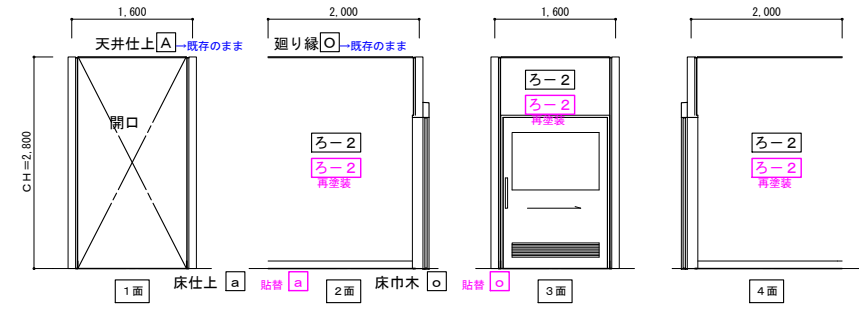 1,600
2,000
1,600
2,000
天井仕上 A →既存のまま
廻り縁 O →既存のまま
ろ－2
ろ－2
再塗装
開口
CH=2,800
ろ－2
ろ－2
再塗装
ろ－2
ろ－2
再塗装
床仕上 a
貼替 a
床巾木 o
貼替 o
1面
2面
3面
4面